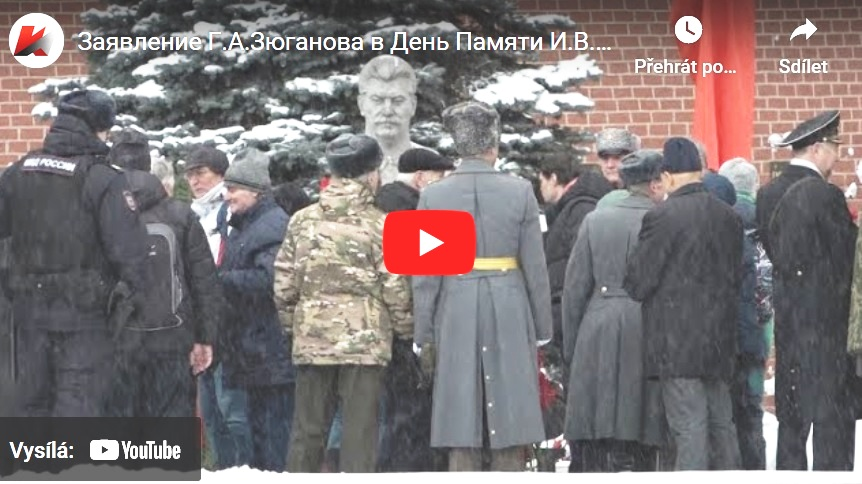 Заявление Г.А.Зюганова в День Памяти И.В....
Přehrát po...
Sdílet
МВД РОССИИ
Vysílá: YouTube